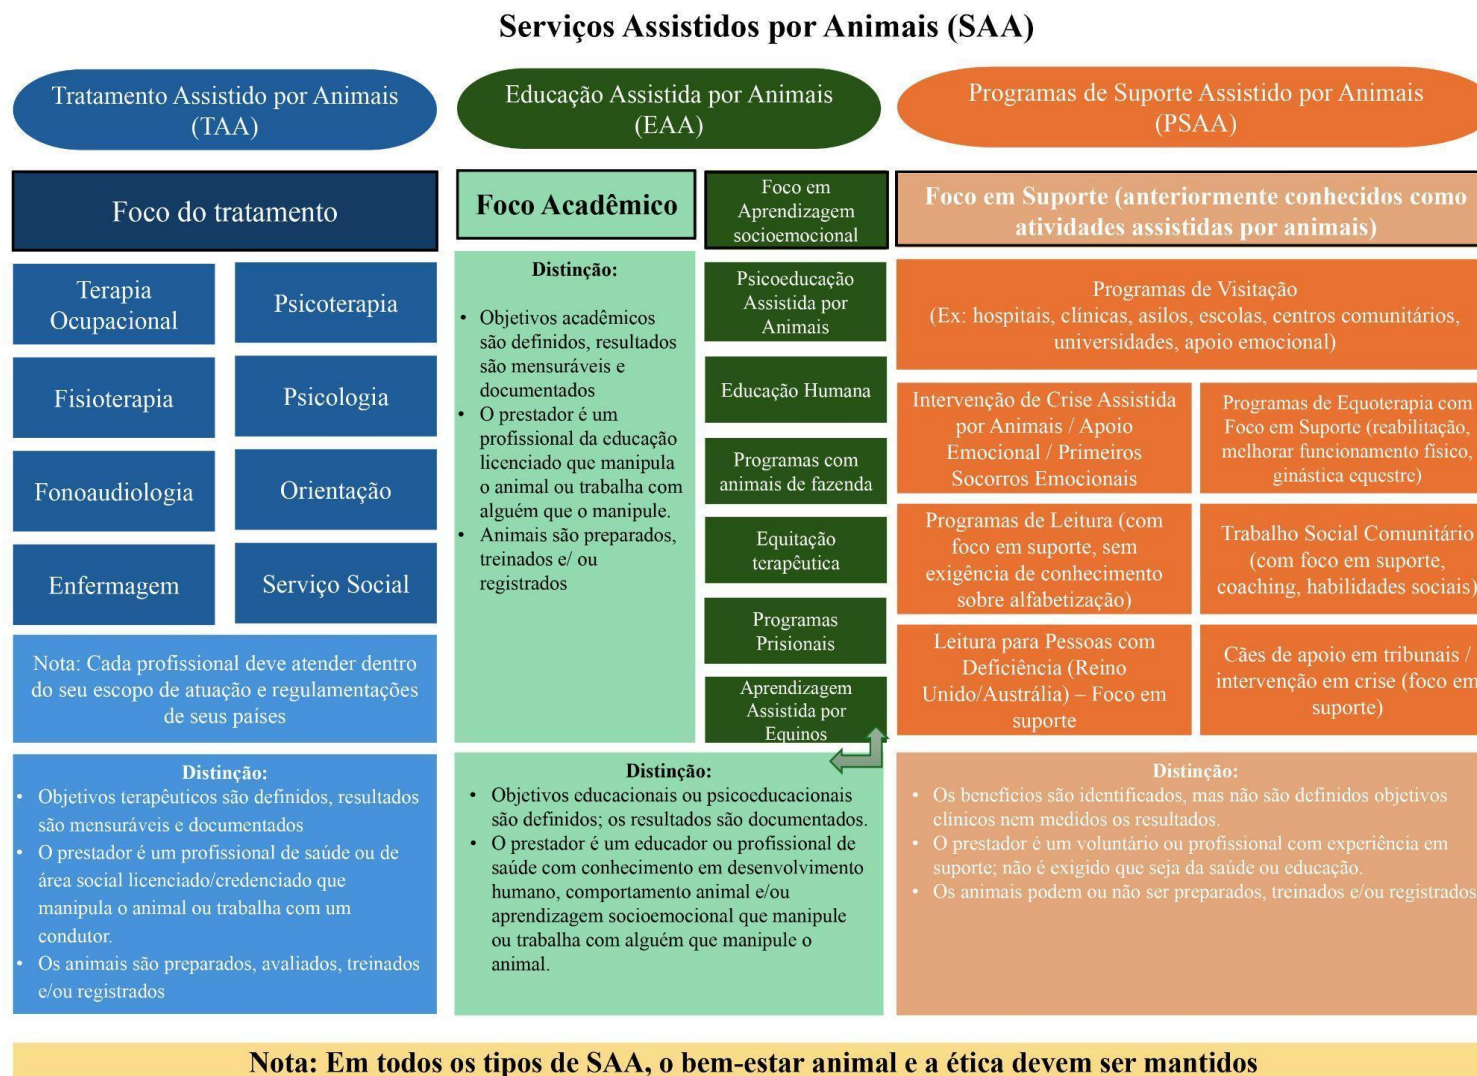 Serviços Assistidos por Animais (SAA)
Tratamento Assistido por Animais
(TAA)
Foco do tratamento
Terapia
Ocupacional
Psicoterapia
Fisioterapia
Psicologia
Fonoaudiologia
Orientação
Enfermagem
Serviço Social
Nota: Cada profissional deve atender dentro
do seu escopo de atuação e regulamentações
de seus países
Distinção:
• Objetivos terapêuticos são definidos, resultados
são mensuráveis e documentados
• O prestador é um profissional de saúde ou de
área social licenciado/credenciado que
manipula o animal ou trabalha com um
condutor.
• Os animais são preparados, avaliados, treinados
e/ou registrados
Educação Assistida por Animais
(EAA)
Foco Acadêmico
Distinção:
• Objetivos acadêmicos
são definidos, resultados
são mensuráveis e
documentados
• O prestador é um
profissional da educação
licenciado que manipula
o animal ou trabalha com
alguém que o manipule.
• Animais são preparados,
treinados e/ ou
registrados
Foco em
Aprendizagem
socioemocional
Psicoeducação
Assistida por
Animais
Educação Humana
Programas com
animais de fazenda
Equitação
terapêutica
Programas
Prisionais
Aprendizagem
Assistida por
Equinos
Distinção:
• Objetivos educacionais ou psicoeducacionais
são definidos; os resultados são documentados.
• O prestador é um educador ou profissional de
saúde com conhecimento em desenvolvimento
humano, comportamento animal e/ou
aprendizagem socioemocional que manipule
ou trabalha com alguém que manipule o
animal.
Programas de Suporte Assistido por Animais
(PSAA)
Foco em Suporte (anteriormente conhecidos como
atividades assistidas por animais)
Programas de Visitação
(Ex: hospitais, clínicas, asilos, escolas, centros comunitários,
universidades, apoio emocional)
Intervenção de Crise Assistida
por Animais / Apoio
Emocional / Primeiros
Socorros Emocionais
Programas de Equoterapia com
Foco em Suporte (reabilitação,
melhorar funcionamento físico,
ginástica equestre)
Programas de Leitura (com
foco em suporte, sem
exigência de conhecimento
sobre alfabetização)
Trabalho Social Comunitário
(com foco em suporte,
coaching, habilidades sociais)
Leitura para Pessoas com
Deficiência (Reino
Unido/Austrália) – Foco em
suporte
Cães de apoio em tribunais /
intervenção em crise (foco em
suporte)
Distinção:
• Os benefícios são identificados, mas não são definidos objetivos
clínicos nem medidos os resultados.
• O prestador é um voluntário ou profissional com experiência em
suporte; não é exigido que seja da saúde ou educação.
• Os animais podem ou não ser preparados, treinados e/ou registrados
Nota: Em todos os tipos de SAA, o bem-estar animal e a ética devem ser mantidos